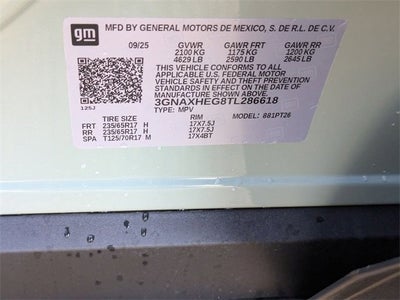 gm
MFD BY GENERAL MOTORS DE MEXICO, S. DE R.L. DE C.V.
09/25 GVWR GAWR FRT GAWR RR
2100 KG 1175 KG 1200 KG
4629 LB 2590 LB 2645 LB
THIS VEHICLE CONFORMS TO ALL
APPLICABLE U.S. FEDERAL MOTOR
VEHICLE SAFETY AND THEFT PREVENTION
STANDARDS IN EFFECT ON THE DATE OF
MANUFACTURE SHOWN ABOVE.
3GNAXHEG8TL286618
TYPE: MPV
125J
TIRE SIZE RIM MODEL: 881PT26
FRT 235/65R17 H 17X7.5J
RR 235/65R17 H 17X7.5J
SPA T125/70R17 M 17X4BT